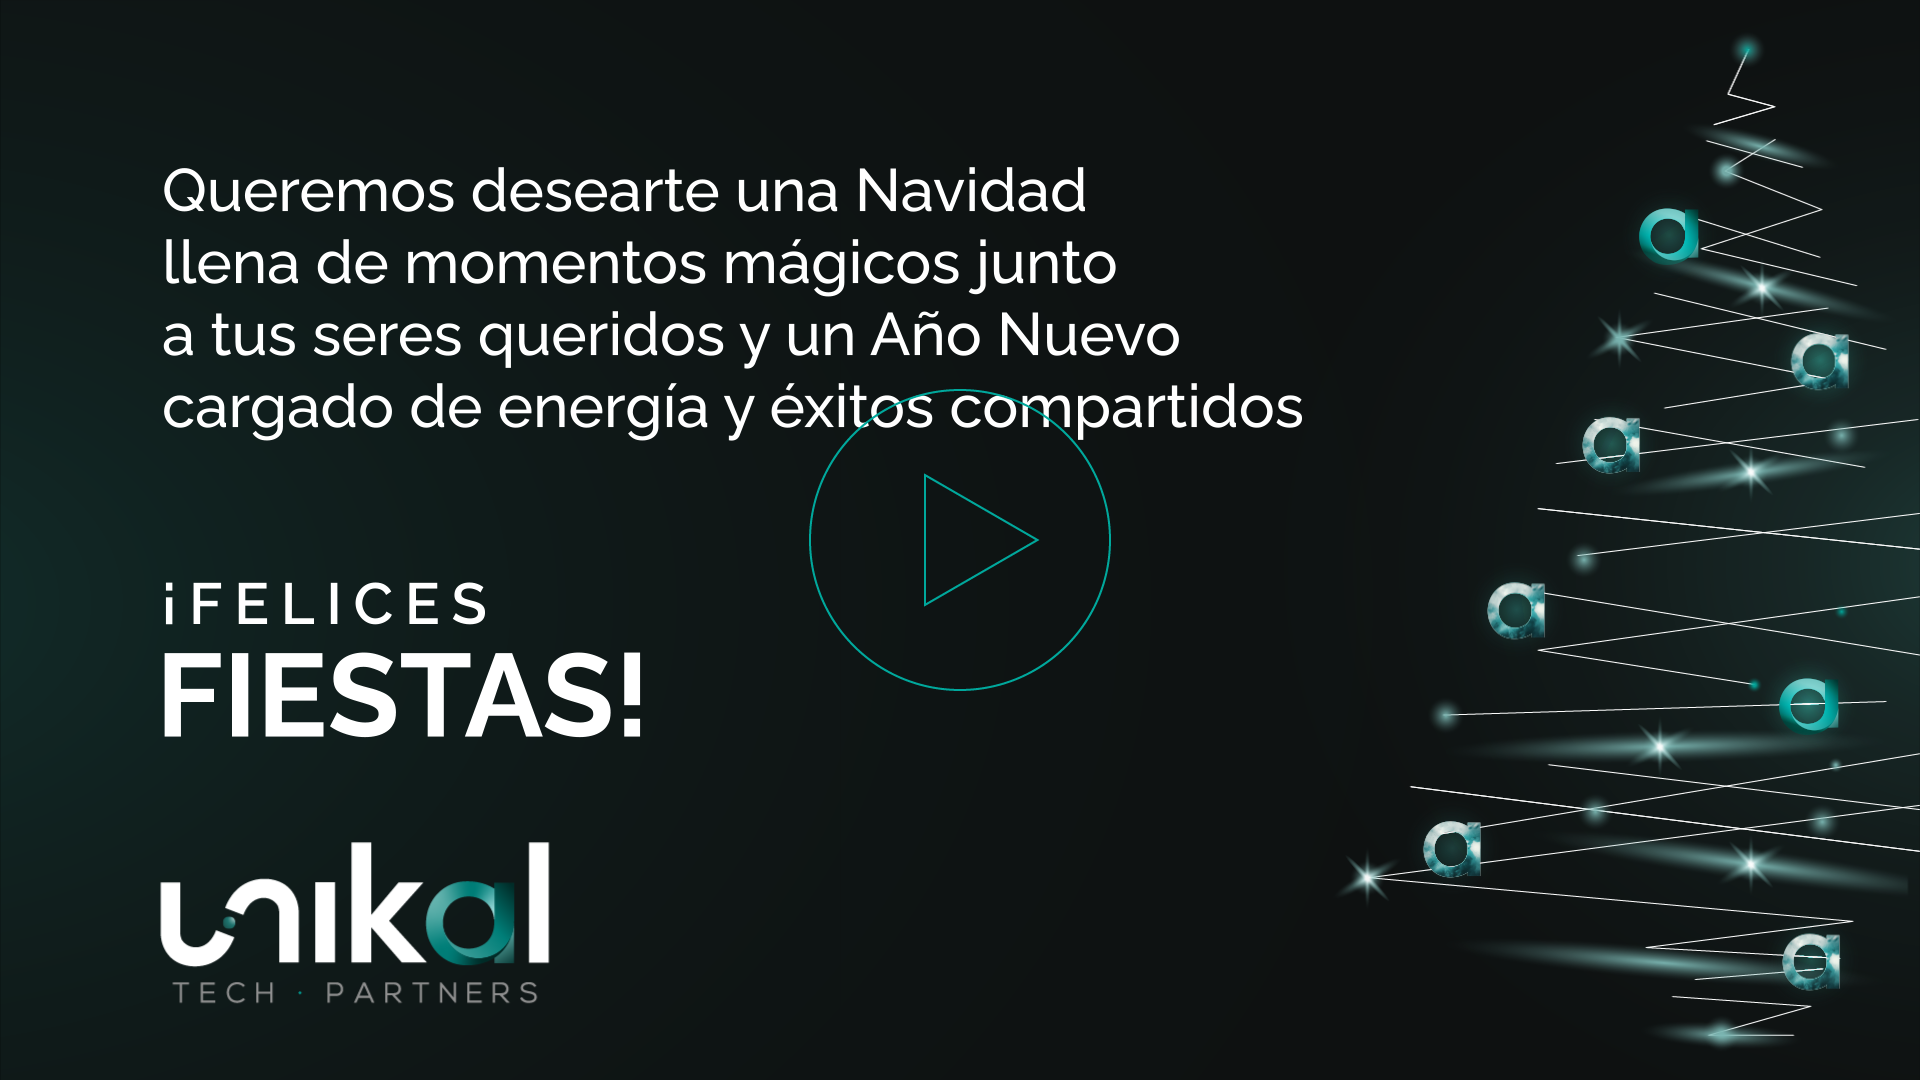 Queremos desearte una Navidad
llena de momentos mágicos junto
a tus seres queridos y un Año Nuevo
cargado de energía y éxitos compartidos
¡FELICES
FIESTAS!
unikal
TECH · PARTNERS
a
a
a
a
a
a
a